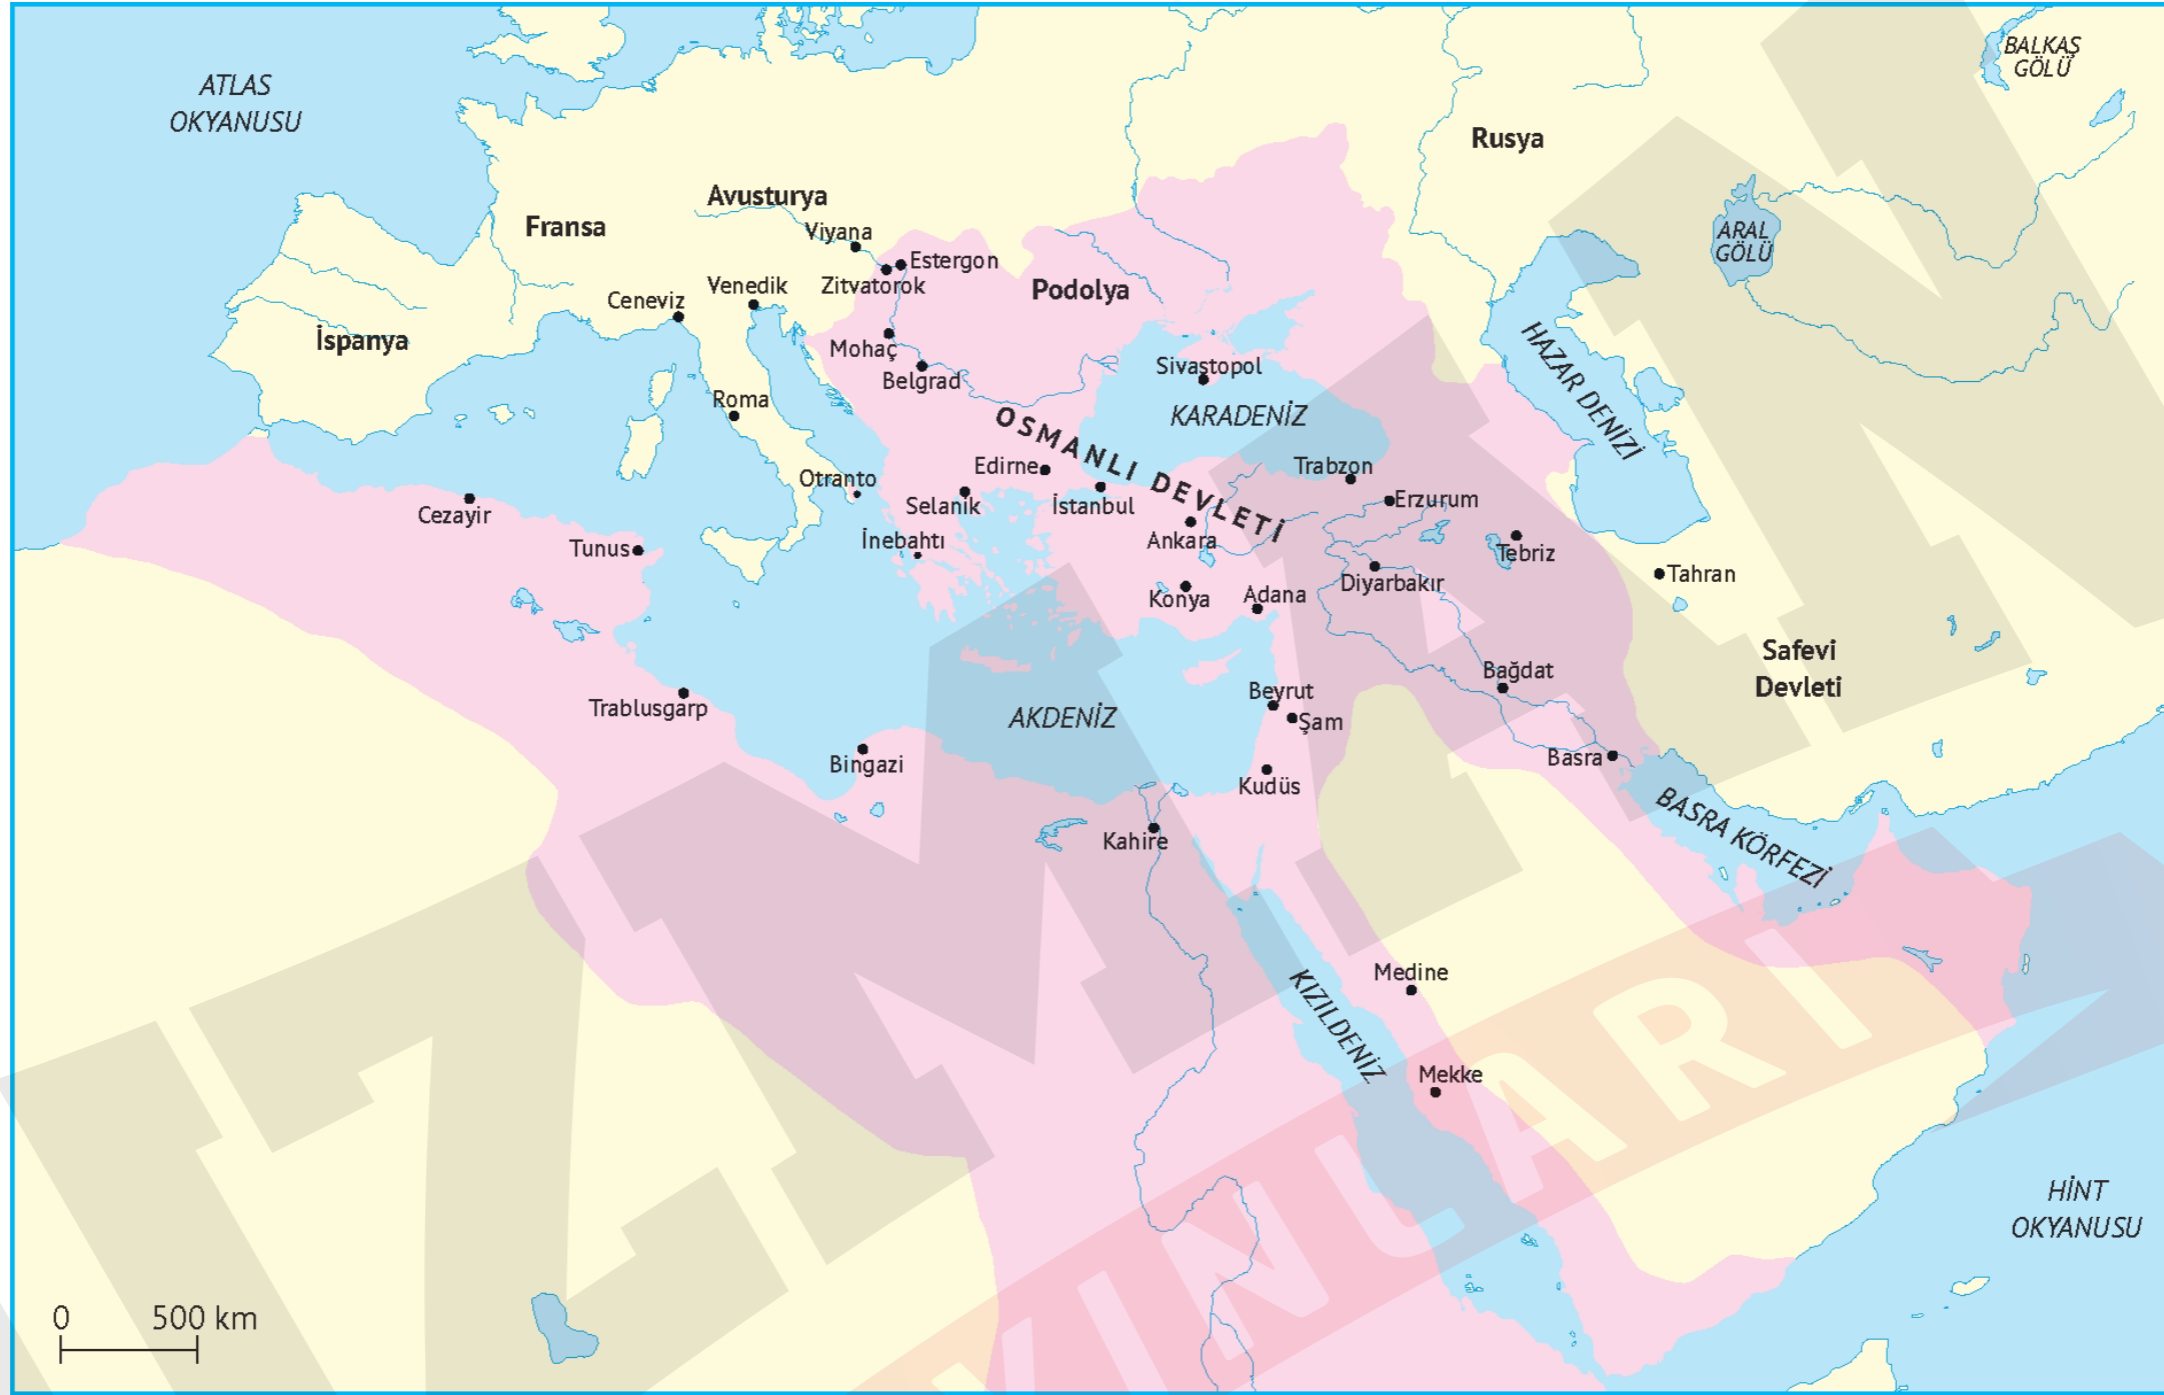 ATLAS
OKYANUSU
BALKAŞ
GÖLÜ
Rusya
Avusturya
Fransa
Viyana
ARAL
GÖLÜ
Estergon
Zitvatorok
Podolya
Venedik
Ceneviz
İspanya
Mohaç
Belgrad
Sivastopol
HAZAR DENİZİ
Roma
KARADENİZ
OSMANLI DEVLETİ
Edirne
Trabzon
Otranto
Selanik
İstanbul
Erzurum
Cezayir
İnebahtı
Ankara
Tunus
Tebriz
Tahran
Diyarbakır
Konya
Adana
Safevi
Devleti
Bağdat
Beyrut
Şam
Trablusgarp
AKDENİZ
Bingazi
Basra
Kudüs
BASRA KÖRFEZİ
Kahire
Medine
KIZILDENİZ
Mekke
HİNT
OKYANUSU
0 500 km